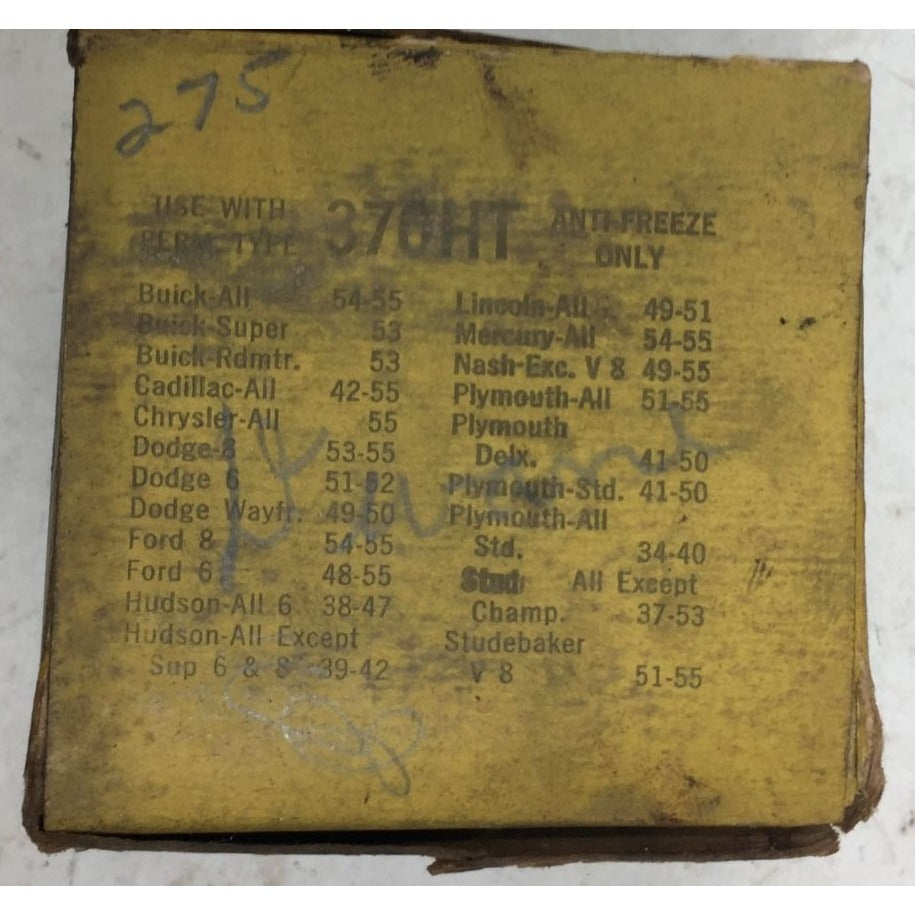 275
USE WITH PERM. TYPE 370HT ANTI-FREEZE ONLY
Buick-All 54-55
Buick-Super 53
Buick-Rdmtr. 53
Cadillac-All 42-55
Chrysler-All 55
Dodge-8 53-55
Dodge 6 51-52
Dodge Wayfr. 49-50
Ford 8 54-55
Ford 6 48-55
Hudson-All 6 38-47
Hudson-All Except
Sup 6 & 8 39-42
Lincoln-All 49-51
Mercury-All 54-55
Nash-Exc. V 8 49-55
Plymouth-All 51-55
Plymouth
Delx. 41-50
Plymouth-Std. 41-50
Plymouth-All
Std. 34-40
Stud All Except
Champ. 37-53
Studebaker
V 8 51-55